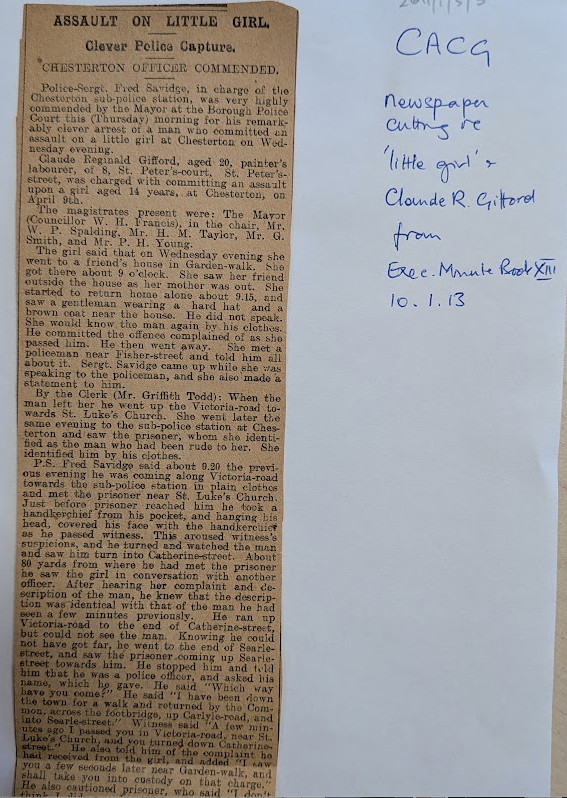 ASSAULT ON LITTLE GIRL.
Clever Police Capture.
CHESTERTON OFFICER COMMENDED.
Police-Sergt. Fred Savidge, in charge of the
Chesterton sub-police station, was very highly
commended by the Mayor at the Borough Police
Court this (Thursday) morning for his remark-
ably clever arrest of a man who committed an
assault on a little girl at Chesterton on Wed-
nesday evening.
Claude Reginald Gifford, aged 20, painter's
labourer, of 8, St. Peter's-court, St. Peter's-
street, was charged with committing an assault
upon a girl aged 14 years, at Chesterton, on
April 9th.
The magistrates present were: The Mayor
(Councillor W. H. Francis), in the chair, Mr.
W. P. Spalding, Mr. H. M. Taylor, Mr. G.
Smith, and Mr. P. H. Young.
The girl said that on Wednesday evening she
went to a friend's house in Garden-walk. She
got there about 9 o'clock. She saw her friend
outside the house as her mother was out. She
started to return home alone about 9.15, and
saw a gentleman wearing a hard hat and a
brown coat near the house. He did not speak.
She would know the man again by his clothes.
He committed the offence complained of as she
passed him. He then went away. She met a
policeman near Fisher-street and told him all
about it. Sergt. Savidge came up while she was
speaking to the policeman, and she also made a
statement to him.
By the Clerk (Mr. Griffith Todd): When the
man left her he went up the Victoria-road to-
wards St. Luke's Church. She went later the
same evening to the sub-police station at Ches-
terton and saw the prisoner, whom she identi-
fied as the man who had been rude to her. She
identified him by his clothes.
P.S. Fred Savidge said about 9.20 the previ-
ous evening he was coming along Victoria-road
towards the sub-police station in plain clothes
and met the prisoner near St. Luke's Church.
Just before prisoner reached him he took a
handkerchief from his pocket, and hanging his
head, covered his face with the handkerchief
as he passed witness. This aroused witness's
suspicions, and he turned and watched the man
and saw him turn into Catherine-street. About
80 yards from where he had met the prisoner
he saw the girl in conversation with another
officer. After hearing her complaint and de-
scription of the man, he knew that the descrip-
tion was identical with that of the man he had
seen a few minutes previously. He ran up
Victoria-road to the end of Catherine-street,
but could not see the man. Knowing he could
not have got far, he went to the end of Searle-
street, and saw the prisoner coming up Searle-
street towards him. He stopped him and told
him that he was a police officer, and asked his
name, which he gave. He said "Which way
have you come?" He said "I have been down
the town for a walk and returned by the Com-
mon, across the footbridge, up Carlyle-road, and
into Searle-street." Witness said "A few min-
utes ago I passed you in Victoria-road, near St.
Luke's Church, and you turned down Catherine-
street." He also told him of the complaint he
had received from the girl, and added "I saw
you a few seconds later near Garden-walk, and
shall take you into custody on that charge."
He also cautioned prisoner, who said "I don't
think I did
CACG
newspaper
cutting re
'little girl' &
Claude R. Gifford
from
Exec. Minute Book XIII
10.1.13